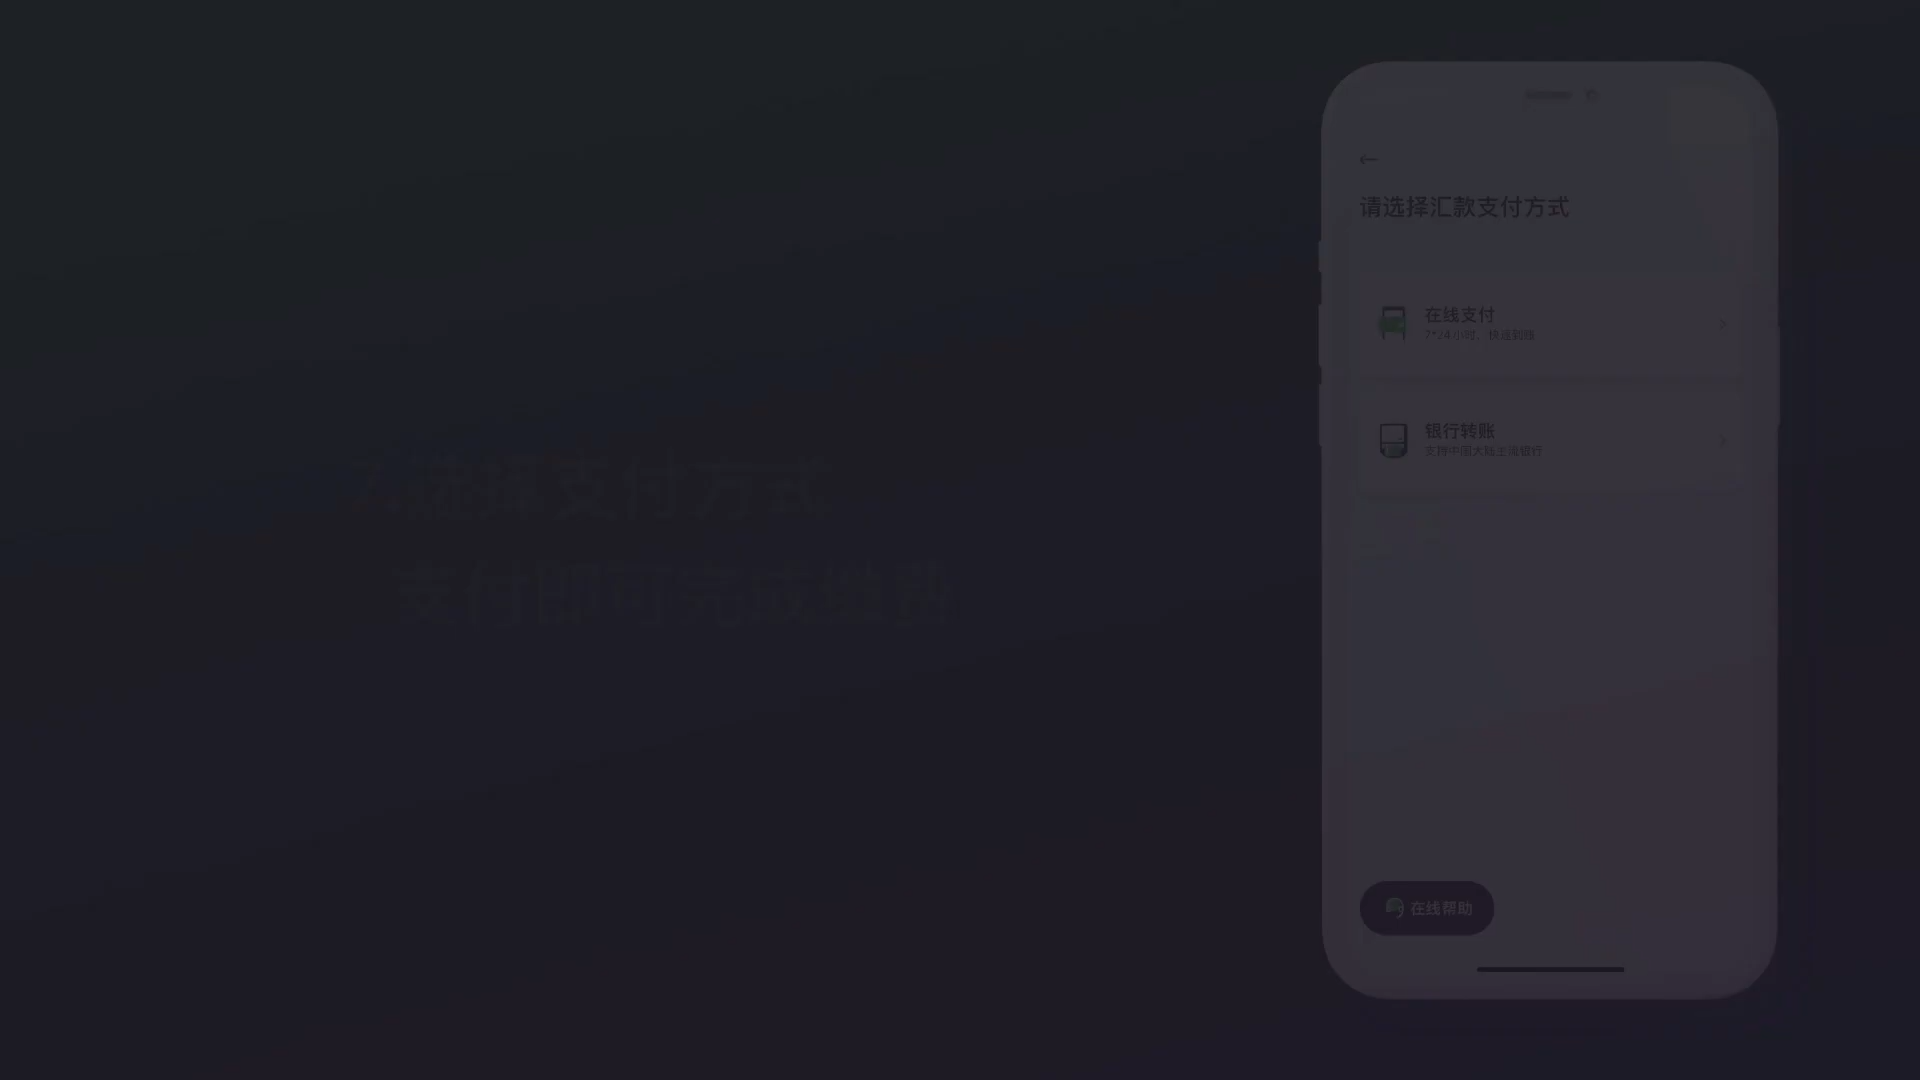 7.选择支付方式
支付即可完成缴费
请选择汇款支付方式
在线支付
7*24小时，快速到账
银行转账
支持中国大陆主流银行
在线帮助